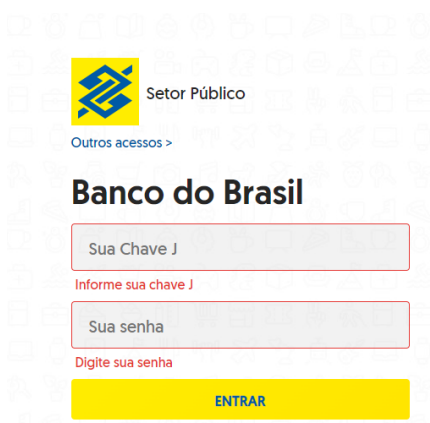 Setor Público
Outros acessos >
Banco do Brasil
Sua Chave J
Informe sua chave J
Sua senha
Digite sua senha
ENTRAR